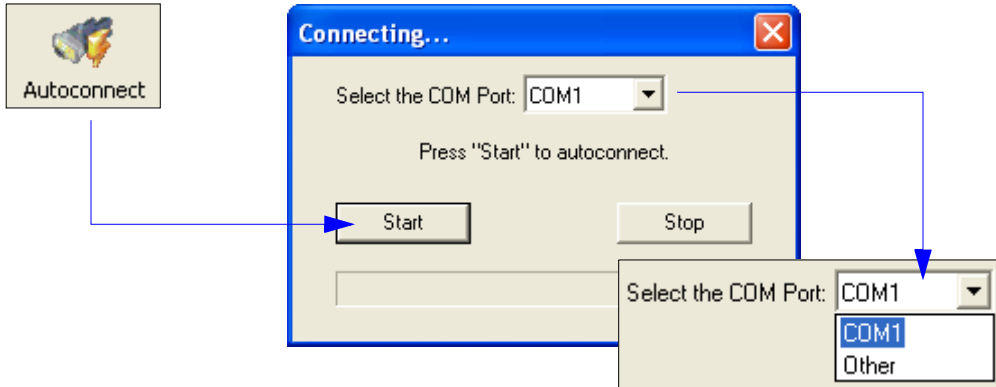 Autoconnect
Connecting...
Select the COM Port: COM1
Press "Start" to autoconnect.
Start
Stop
Select the COM Port: COM1
COM1
Other